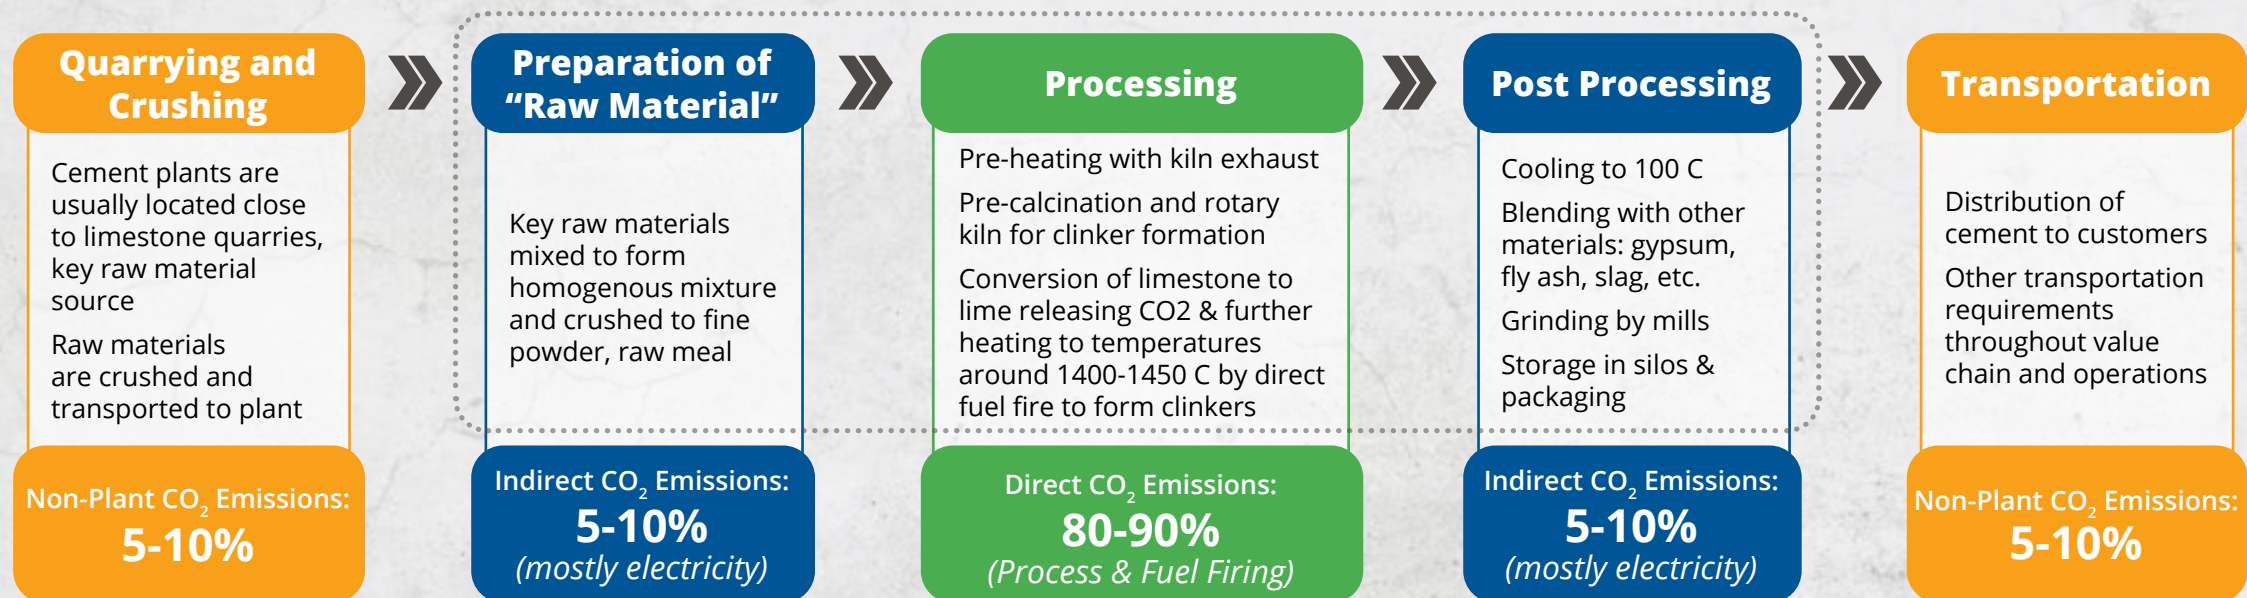 Quarrying and
Crushing
Cement plants are
usually located close
to limestone quarries,
key raw material
source
Raw materials
are crushed and
transported to plant
Non-Plant CO₂ Emissions:
5-10%
Preparation of
“Raw Material”
Key raw materials
mixed to form
homogenous mixture
and crushed to fine
powder, raw meal
Indirect CO₂ Emissions:
5-10%
(mostly electricity)
Processing
Pre-heating with kiln exhaust
Pre-calcination and rotary
kiln for clinker formation
Conversion of limestone to
lime releasing CO2 & further
heating to temperatures
around 1400-1450 C by direct
fuel fire to form clinkers
Direct CO₂ Emissions:
80-90%
(Process & Fuel Firing)
Post Processing
Cooling to 100 C
Blending with other
materials: gypsum,
fly ash, slag, etc.
Grinding by mills
Storage in silos &
packaging
Indirect CO₂ Emissions:
5-10%
(mostly electricity)
Transportation
Distribution of
cement to customers
Other transportation
requirements
throughout value
chain and operations
Non-Plant CO₂ Emissions:
5-10%